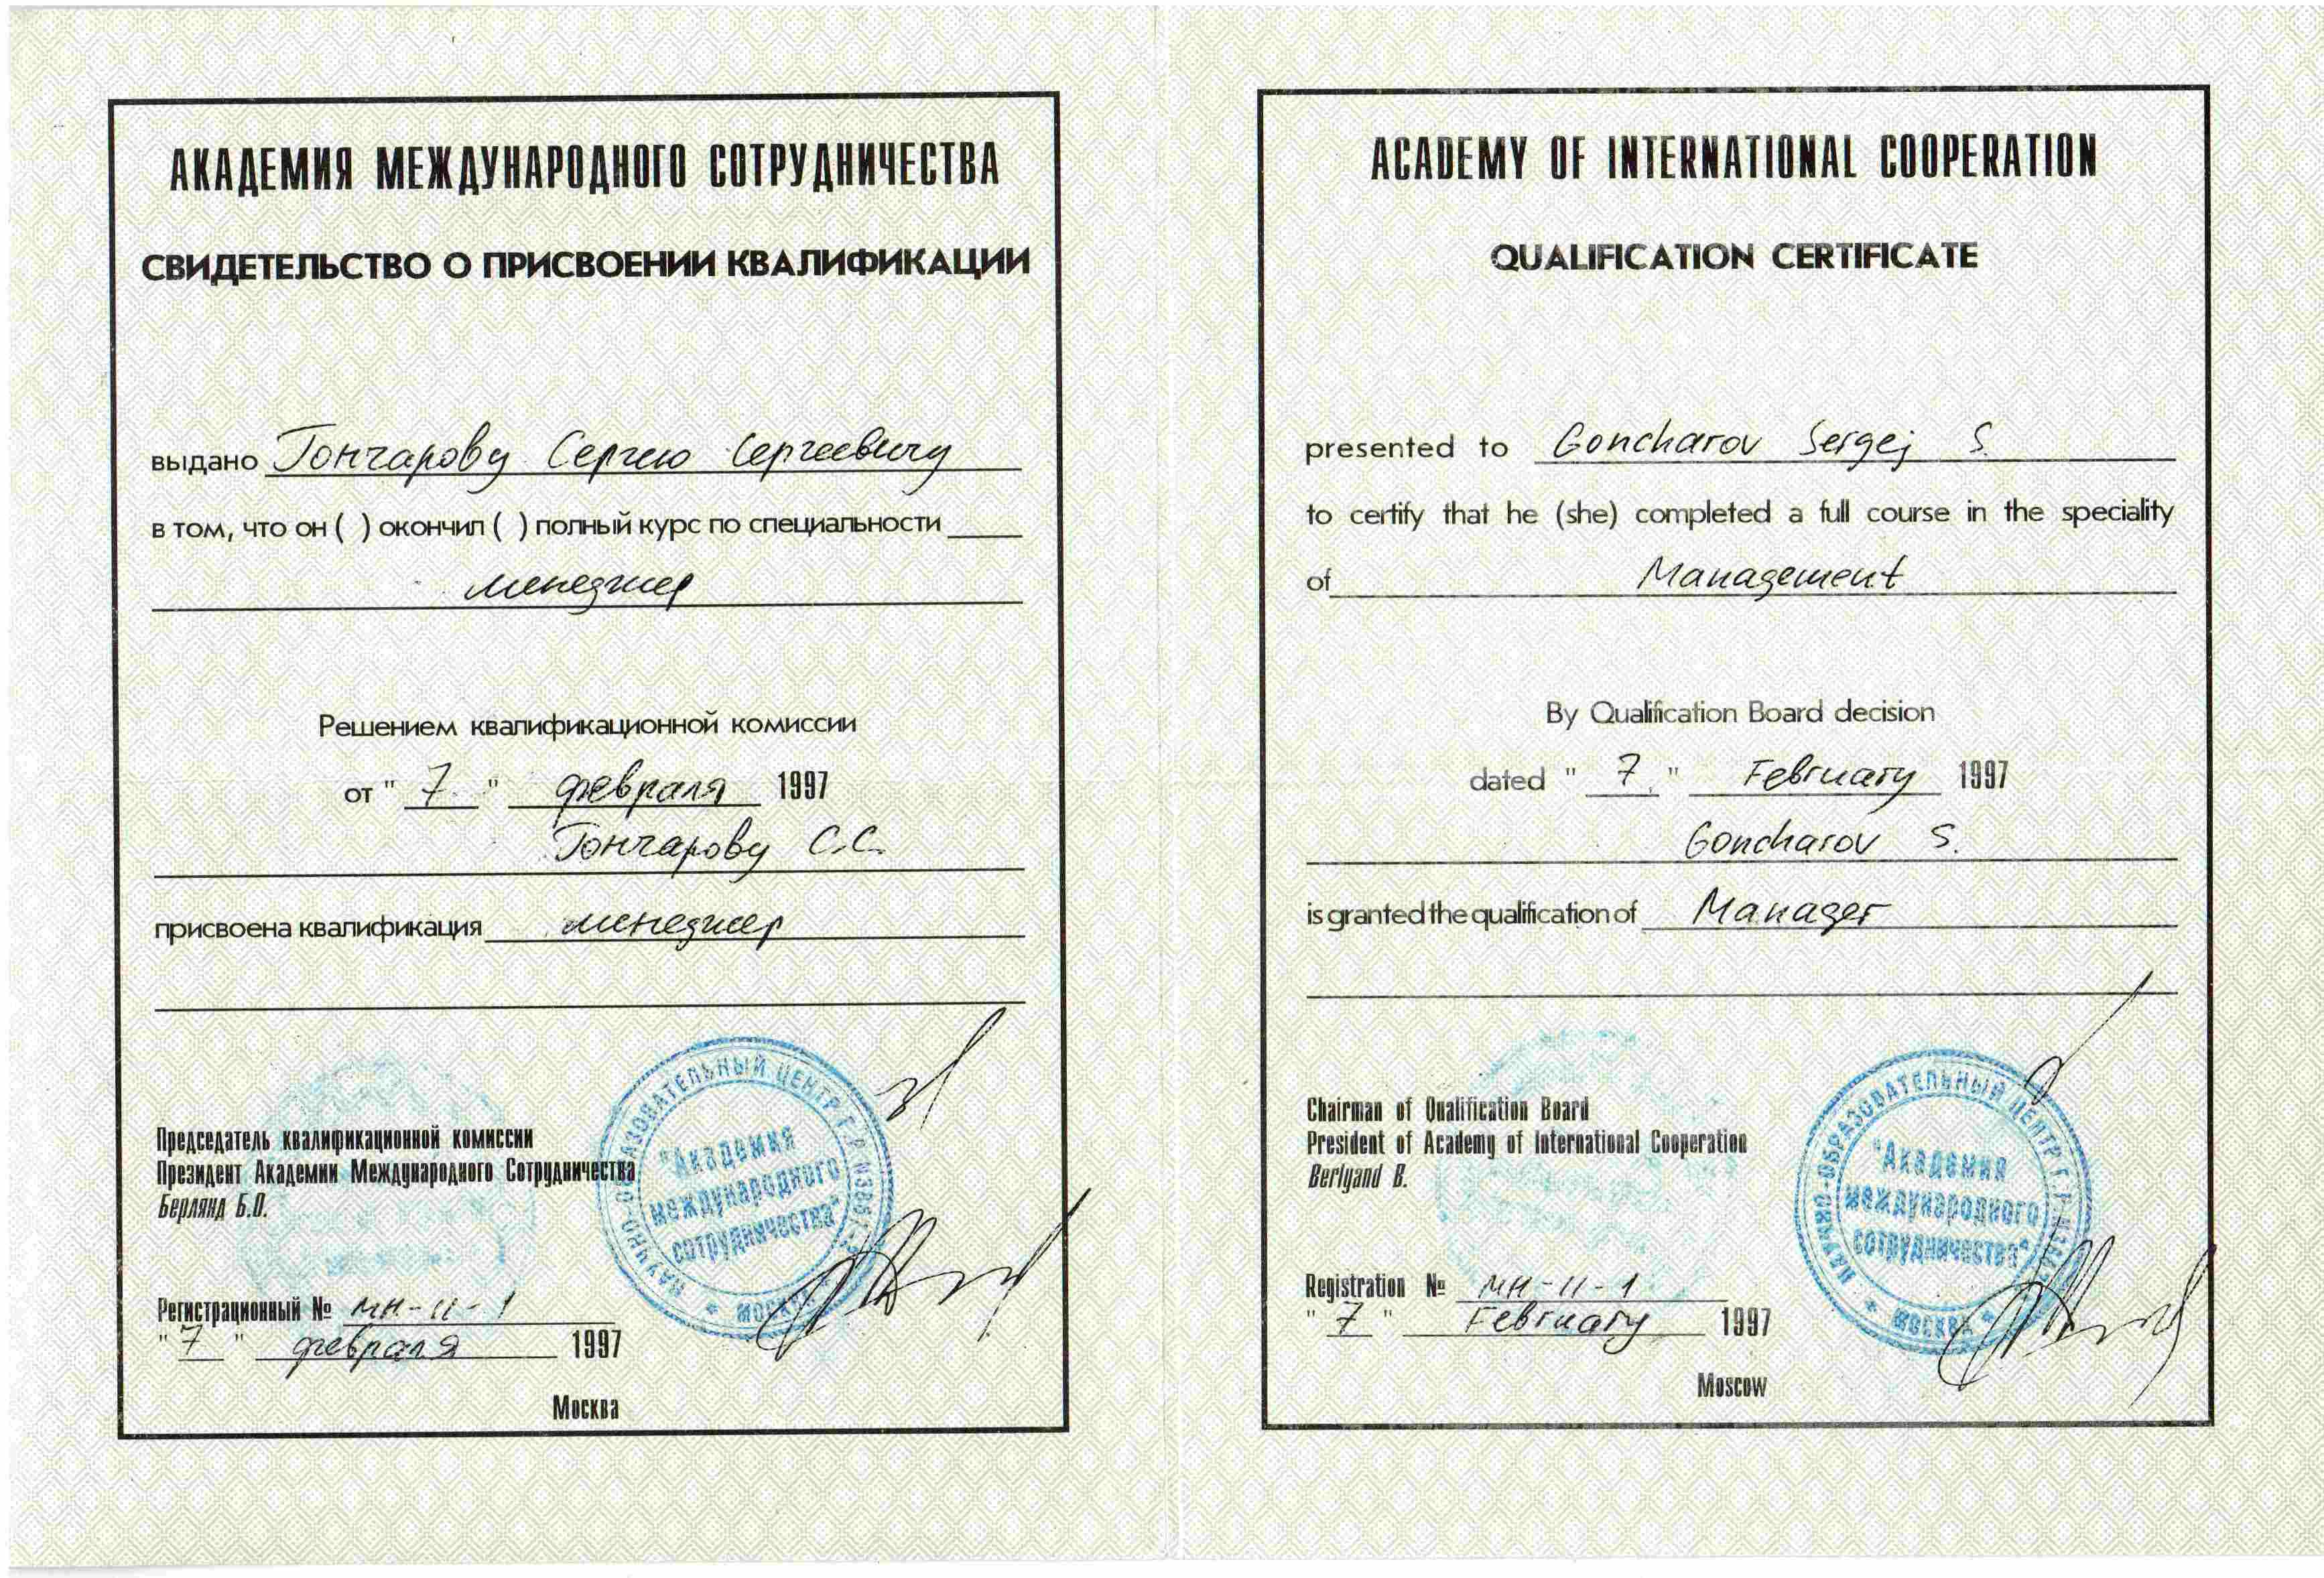 АКАДЕМИЯ МЕЖДУНАРОДНОГО СОТРУДНИЧЕСТВА
СВИДЕТЕЛЬСТВО О ПРИСВОЕНИИ КВАЛИФИКАЦИИ
выдано Гончарову Сергею Сергеевичу
в том, что он ( ) окончил ( ) полный курс по специальности
менеджер
Решением квалификационной комиссии
от " 7 " февраля 1997
Гончарову С.С.
присвоена квалификация менеджер
Председатель квалификационной комиссии
Президент Академии Международного Сотрудничества
Берлянд Б.О.
Регистрационный № МН-11-1
" 7 " февраля 1997
Москва
НАУЧНО-ОБРАЗОВАТЕЛЬНЫЙ ЦЕНТР
"Академия
международного
сотрудничества"
МОСКВА
ACADEMY OF INTERNATIONAL COOPERATION
QUALIFICATION CERTIFICATE
presented to Goncharov Sergej S.
to certify that he (she) completed a full course in the speciality
of Management
By Qualification Board decision
dated " 7 " February 1997
Goncharov S.
is granted the qualification of Manager
Chairman of Qualification Board
President of Academy of International Cooperation
Berlyand B.
Registration № МН-11-1
" 7 " February 1997
Moscow
НАУЧНО-ОБРАЗОВАТЕЛЬНЫЙ ЦЕНТР
"Академия
международного
сотрудничества"
МОСКВА